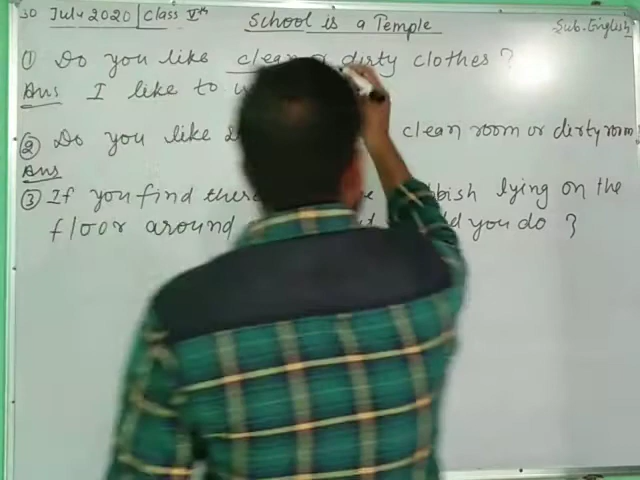 30 July 2020 Class Vth School is a Temple Sub. English
① Do you like clean or dirty clothes ?
Ans I like to
② Do you like clean room or dirty room
Ans
③ If you find lying on the
floor around you do ?